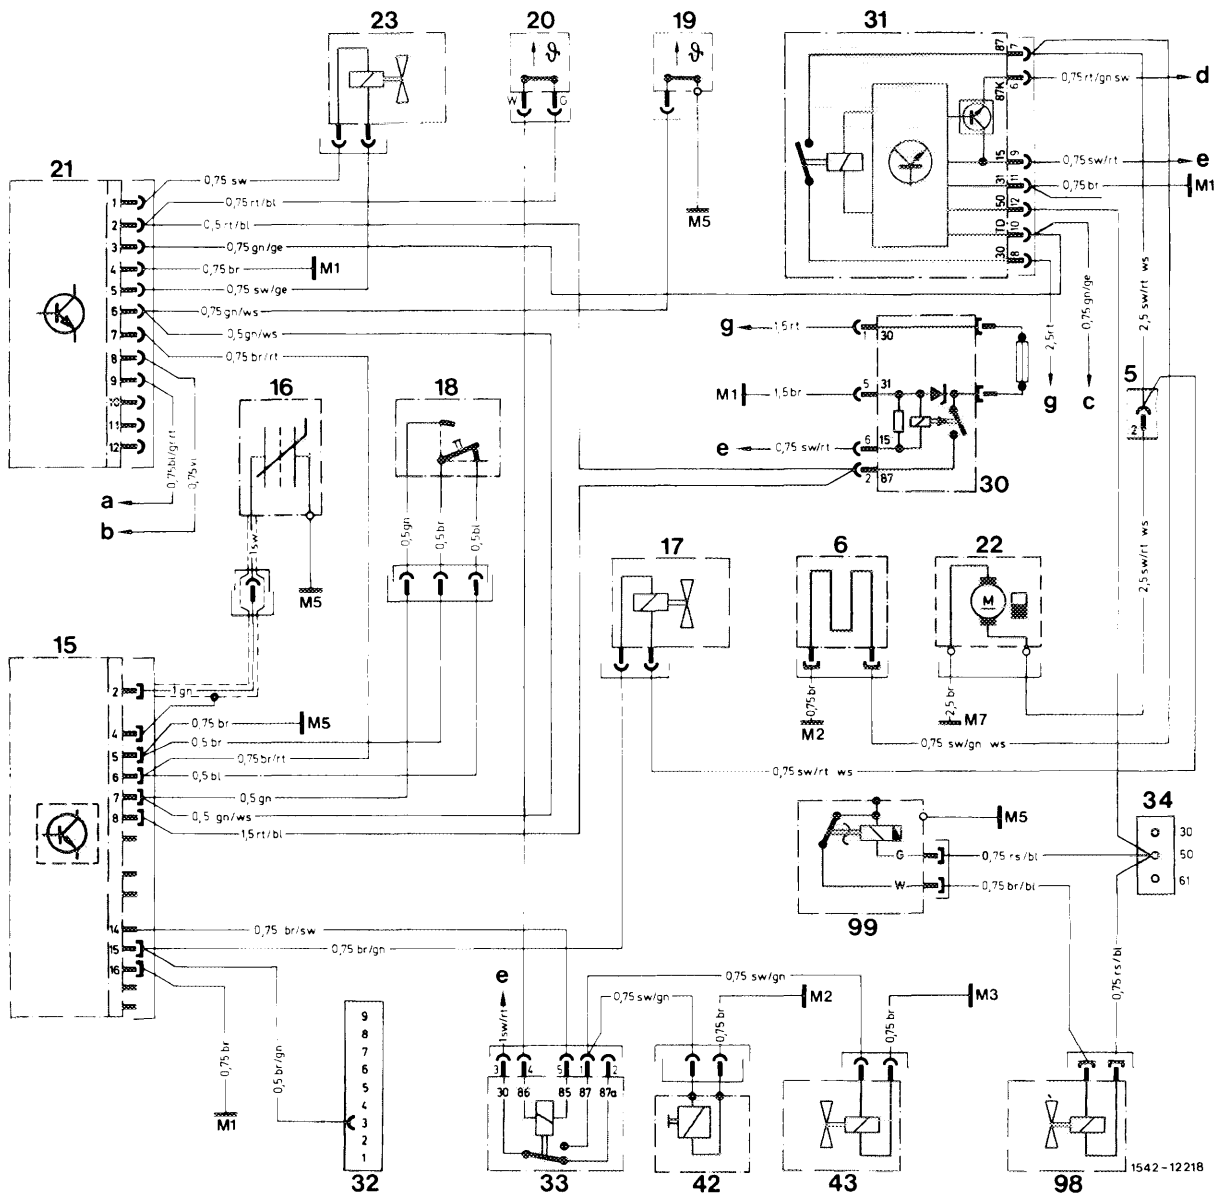 23
20
19
31
ϑ
ϑ
87
7
87K
6
0,75 rt/gn sw
d
W
G
15
9
0,75 sw/rt
e
31
11
0,75 br
M1
50
12
TD
10
30
8
M5
21
1
0,75 sw
2
0,75 rt/bl
0,5 rt/bl
3
0,75 gn/ge
4
0,75 br
M1
5
0,75 sw/ge
6
0,75 gn/ws
7
0,5 gn/ws
8
0,75 br/rt
9
10
11
12
0,75 bl/gr rt
0,75 vi
a
b
2,5 rt
0,75 gn/ge
2,5 sw/rt ws
g
c
g
1,5 rt
1
30
M1
1,5 br
5
31
e
0,75 sw/rt
6
15
2
87
30
5
2
16
18
1 sw
M5
0,5 gn
0,5 br
0,5 bl
17
6
22
M
0,75 br
M2
2,5 br
M7
2,5 sw/rt ws
0,75 sw/gn ws
0,75 sw/rt ws
15
2
1 gn
4
0,75 br
M5
5
0,5 br
0,75 br/rt
6
0,5 bl
7
0,5 gn
8
0,5 gn/ws
1,5 rt/bl
14
0,75 br/sw
15
0,75 br/gn
16
0,75 br
M1
0,5 br/gn
M5
G
0,75 rs/bl
W
0,75 br/bl
99
34
30
50
61
0,75 rs/bl
9
8
7
6
5
4
3
2
1
32
e
1 sw/rt
0,75 sw/gn
0,75 sw/gn
M2
0,75 br
M3
0,75 br
3
4
5
1
2
30
86
85
87
87a
33
42
43
98
1542-12218